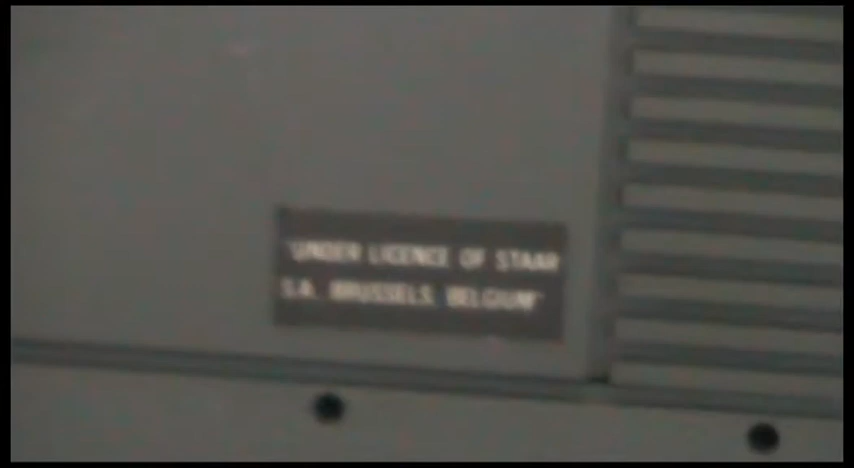 "UNDER LICENCE OF STAAR
S.A. BRUSSELS, BELGIUM"